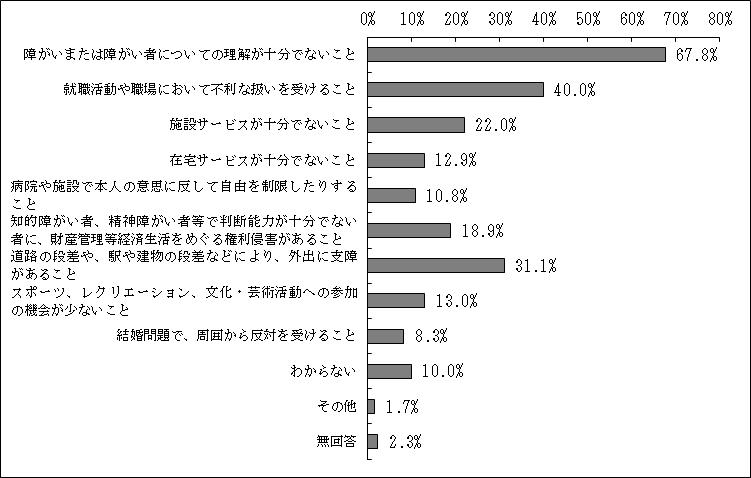 0% 10% 20% 30% 40% 50% 60% 70% 80%
障がいまたは障がい者についての理解が十分でないこと 67.8%
就職活動や職場において不利な扱いを受けること 40.0%
施設サービスが十分でないこと 22.0%
在宅サービスが十分でないこと 12.9%
病院や施設で本人の意思に反して自由を制限したりする
こと 10.8%
知的障がい者、精神障がい者等で判断能力が十分でない
者に、財産管理等経済生活をめぐる権利侵害があること 18.9%
道路の段差や、駅や建物の段差などにより、外出に支障
があること 31.1%
スポーツ、レクリエーション、文化・芸術活動への参加
の機会が少ないこと 13.0%
結婚問題で、周囲から反対を受けること 8.3%
わからない 10.0%
その他 1.7%
無回答 2.3%